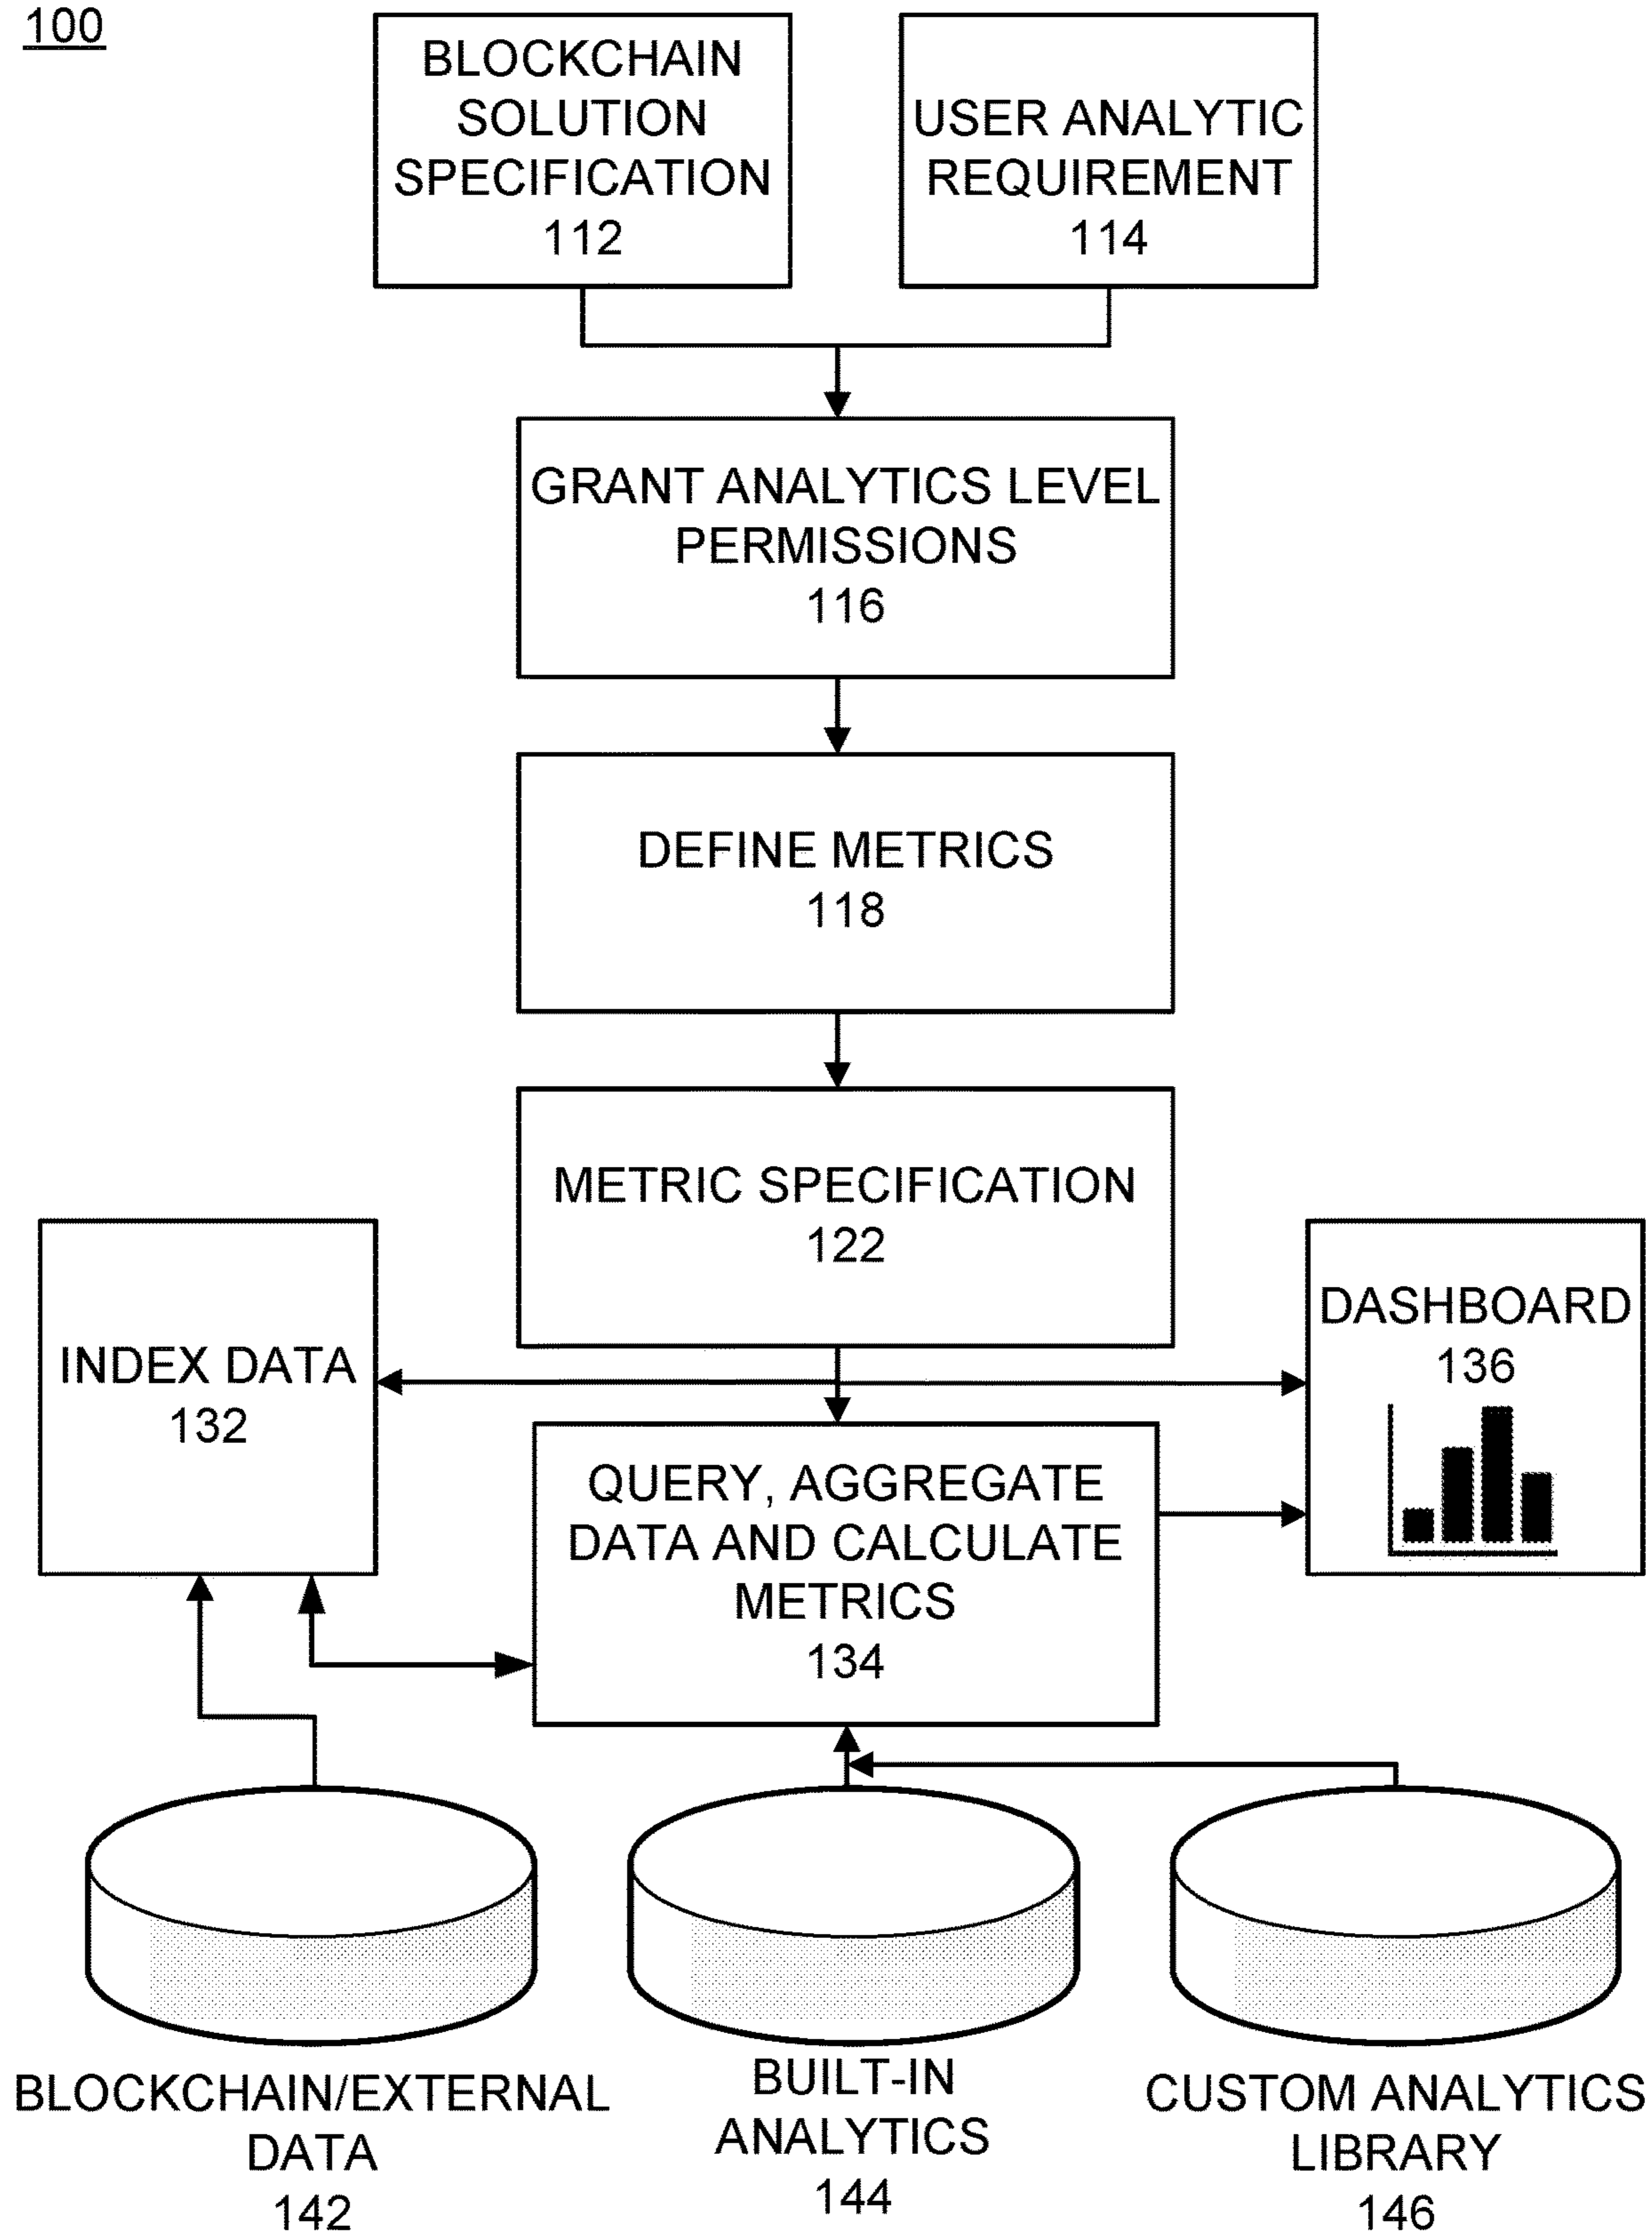 100
BLOCKCHAIN
SOLUTION
SPECIFICATION
112
USER ANALYTIC
REQUIREMENT
114
GRANT ANALYTICS LEVEL
PERMISSIONS
116
DEFINE METRICS
118
METRIC SPECIFICATION
122
INDEX DATA
132
DASHBOARD
136
QUERY, AGGREGATE
DATA AND CALCULATE
METRICS
134
BLOCKCHAIN/EXTERNAL
DATA
142
BUILT-IN
ANALYTICS
144
CUSTOM ANALYTICS
LIBRARY
146